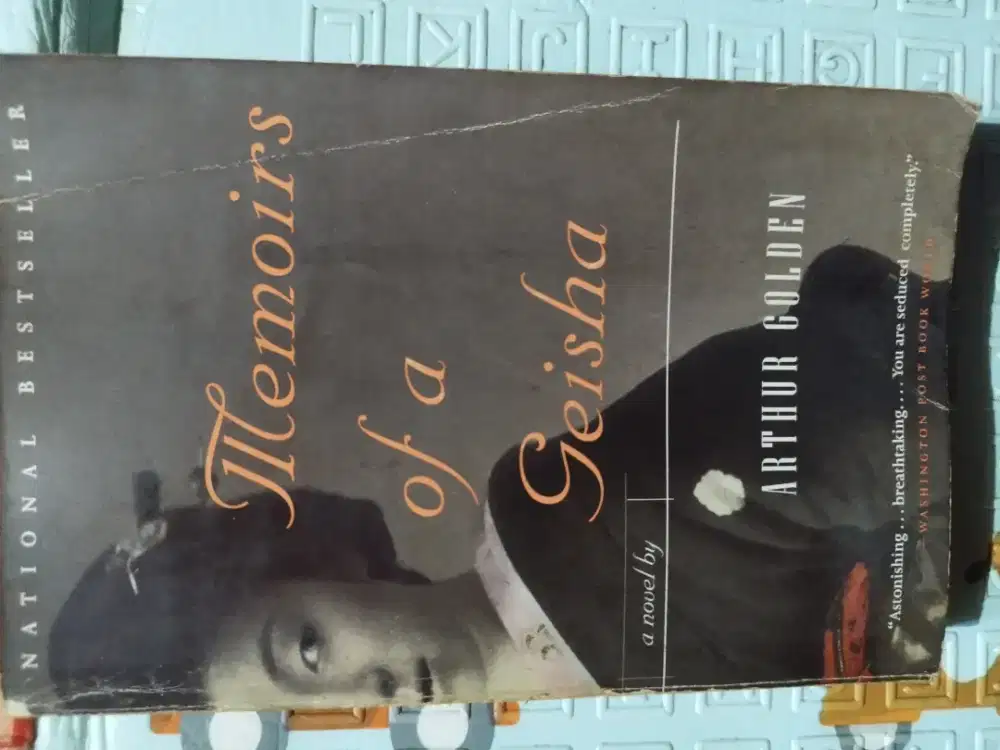 NATIONAL BESTSELLER
Memoirs
of a
Geisha
a novel by
ARTHUR GOLDEN
“Astonishing . . . breathtaking. . . . You are seduced completely.”
—WASHINGTON POST BOOK WORLD
L
K
J
I
H
G
F